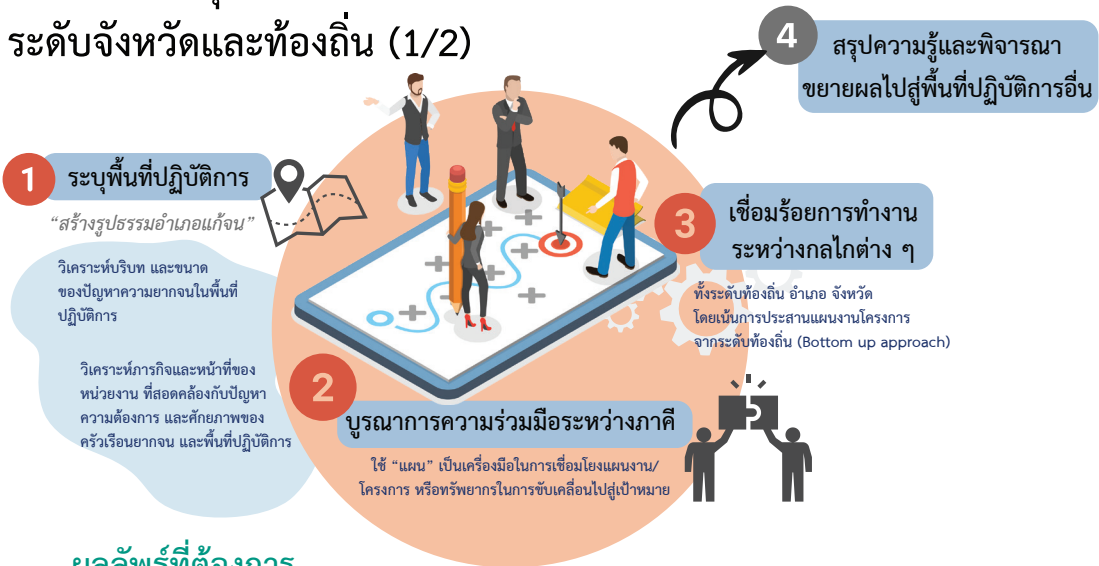 ระดับจังหวัดและท้องถิ่น (1/2)
1
ระบุพื้นที่ปฏิบัติการ
“สร้างรูปธรรมอำเภอแก้จน”
วิเคราะห์บริบท และขนาด
ของปัญหาความยากจนในพื้นที่
ปฏิบัติการ
วิเคราะห์ภารกิจและหน้าที่ของ
หน่วยงาน ที่สอดคล้องกับปัญหา
ความต้องการ และศักยภาพของ
ครัวเรือนยากจน และพื้นที่ปฏิบัติการ
2
บูรณาการความร่วมมือระหว่างภาคี
ใช้ “แผน” เป็นเครื่องมือในการเชื่อมโยงแผนงาน/
โครงการ หรือทรัพยากรในการขับเคลื่อนไปสู่เป้าหมาย
3
เชื่อมร้อยการทำงาน
ระหว่างกลไกต่าง ๆ
ทั้งระดับท้องถิ่น อำเภอ จังหวัด
โดยเน้นการประสานแผนงานโครงการ
จากระดับท้องถิ่น (Bottom up approach)
4
สรุปความรู้และพิจารณา
ขยายผลไปสู่พื้นที่ปฏิบัติการอื่น
ผลลัพธ์ที่ต้องการ